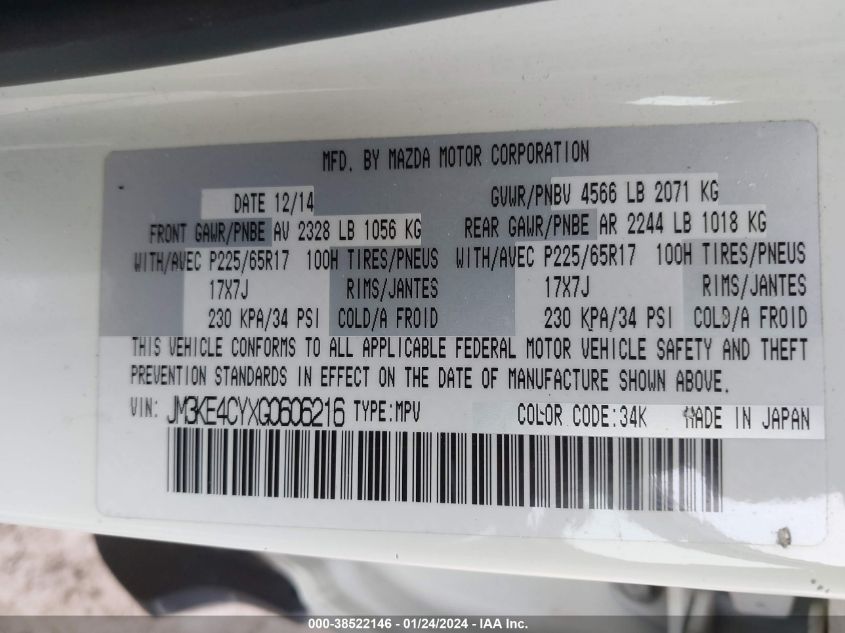 MFD. BY MAZDA MOTOR CORPORATION
DATE 12/14 GVWR/PNBV 4566 LB 2071 KG
FRONT GAWR/PNBE AV 2328 LB 1056 KG REAR GAWR/PNBE AR 2244 LB 1018 KG
WITH/AVEC P225/65R17 100H TIRES/PNEUS WITH/AVEC P225/65R17 100H TIRES/PNEUS
17X7J RIMS/JANTES 17X7J RIMS/JANTES
230 KPA/34 PSI COLD/A FROID 230 KPA/34 PSI COLD/A FROID
THIS VEHICLE CONFORMS TO ALL APPLICABLE FEDERAL MOTOR VEHICLE SAFETY AND THEFT
PREVENTION STANDARDS IN EFFECT ON THE DATE OF MANUFACTURE SHOWN ABOVE.
VIN: JM3KE4CYXG0606216 TYPE:MPV COLOR CODE:34K MADE IN JAPAN
000-38522146 - 01/24/2024 - IAA Inc.